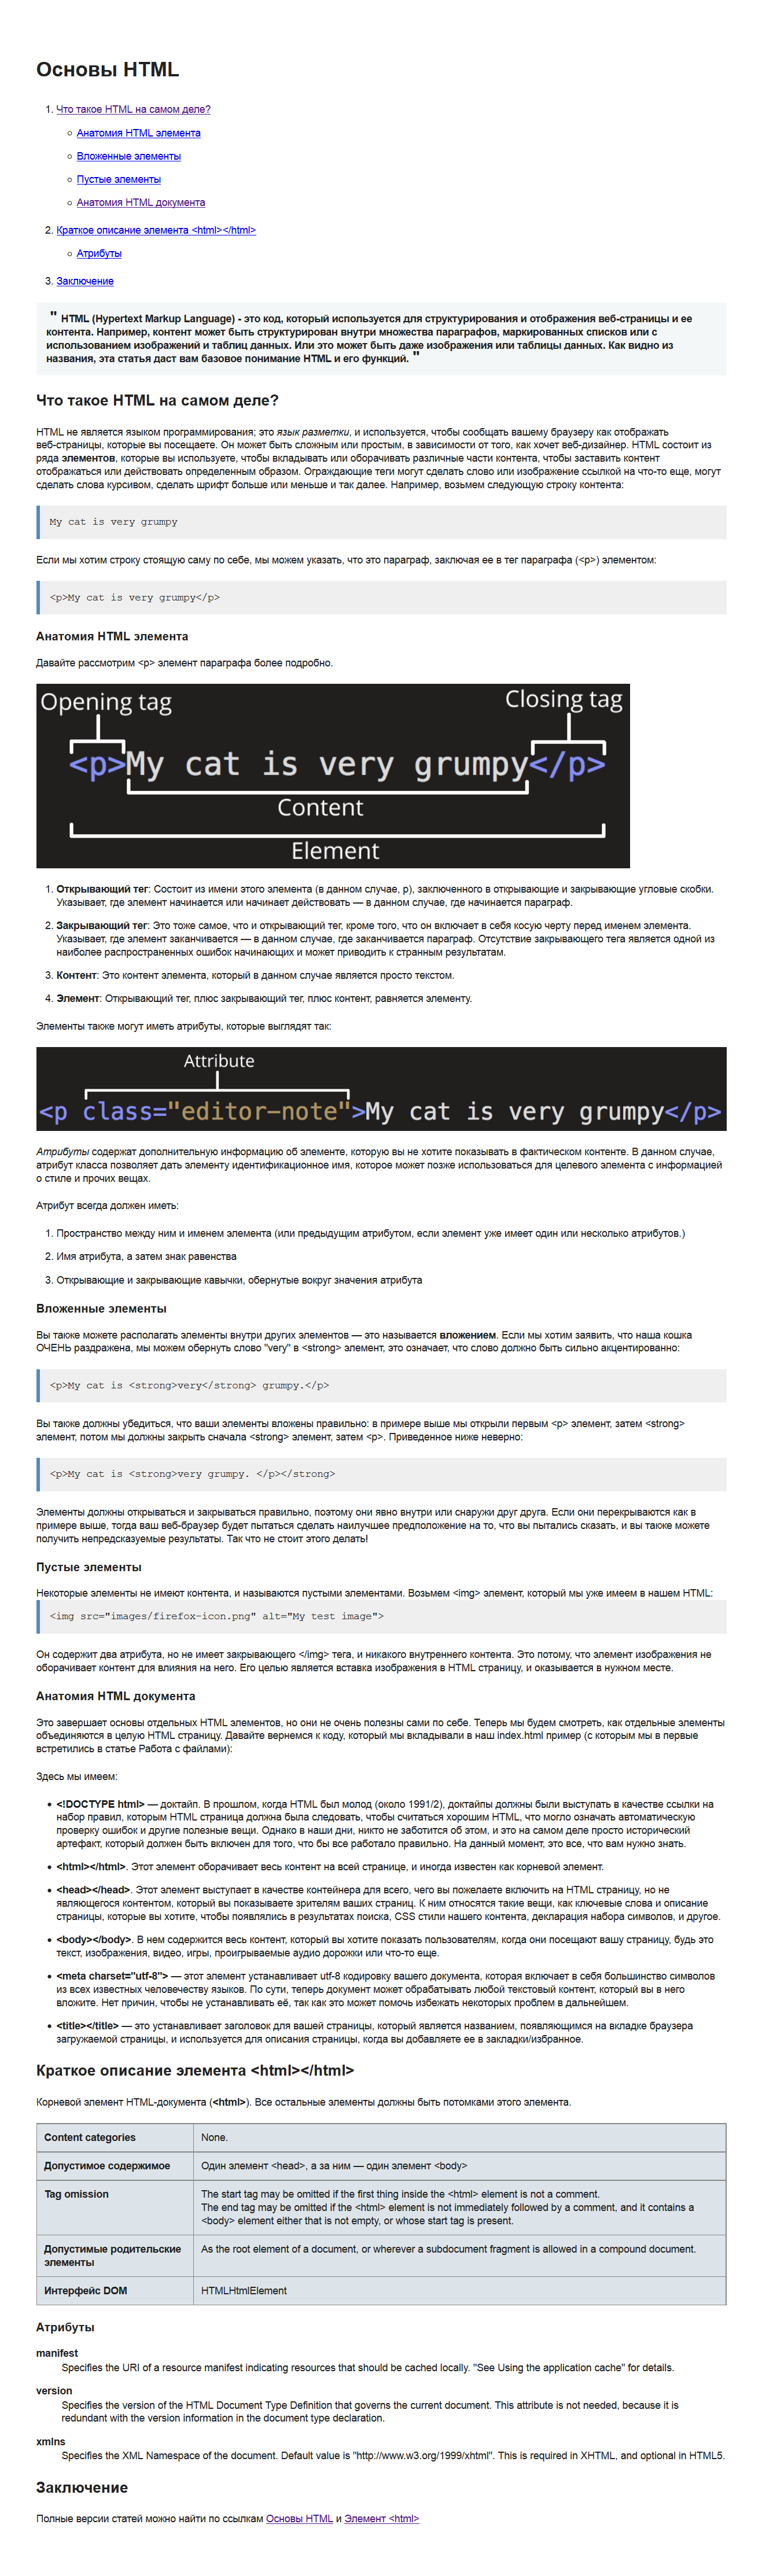 Основы HTML
1. Что такое HTML на самом деле?
Анатомия HTML элемента
Вложенные элементы
Пустые элементы
Анатомия HTML документа
2. Краткое описание элемента <html></html>
Атрибуты
3. Заключение
" HTML (Hypertext Markup Language) - это код, который используется для структурирования и отображения веб-страницы и ее
контента. Например, контент может быть структурирован внутри множества параграфов, маркированных списков или с
использованием изображений и таблиц данных. Или это может быть даже изображения или таблицы данных. Как видно из
названия, эта статья даст вам базовое понимание HTML и его функций. "
Что такое HTML на самом деле?
HTML не является языком программирования; это язык разметки, и используется, чтобы сообщать вашему браузеру как отображать
веб-страницы, которые вы посещаете. Он может быть сложным или простым, в зависимости от того, как хочет веб-дизайнер. HTML состоит из
ряда элементов, которые вы используете, чтобы вкладывать или оборачивать различные части контента, чтобы заставить контент
отображаться или действовать определенным образом. Ограждающие теги могут сделать слово или изображение ссылкой на что-то еще, могут
сделать слова курсивом, сделать шрифт больше или меньше и так далее. Например, возьмем следующую строку контента:
My cat is very grumpy
Если мы хотим строку стоящую саму по себе, мы можем указать, что это параграф, заключая ее в тег параграфа (<p>) элементом:
<p>My cat is very grumpy</p>
Анатомия HTML элемента
Давайте рассмотрим <p> элемент параграфа более подробно.
Opening tag
Closing tag
<p>My cat is very grumpy</p>
Content
Element
1. Открывающий тег: Состоит из имени этого элемента (в данном случае, p), заключенного в открывающие и закрывающие угловые скобки.
Указывает, где элемент начинается или начинает действовать — в данном случае, где начинается параграф.
2. Закрывающий тег: Это тоже самое, что и открывающий тег, кроме того, что он включает в себя косую черту перед именем элемента.
Указывает, где элемент заканчивается — в данном случае, где заканчивается параграф. Отсутствие закрывающего тега является одной из
наиболее распространенных ошибок начинающих и может приводить к странным результатам.
3. Контент: Это контент элемента, который в данном случае является просто текстом.
4. Элемент: Открывающий тег, плюс закрывающий тег, плюс контент, равняется элементу.
Элементы также могут иметь атрибуты, которые выглядят так:
Attribute
<p class="editor-note">My cat is very grumpy</p>
Атрибуты содержат дополнительную информацию об элементе, которую вы не хотите показывать в фактическом контенте. В данном случае,
атрибут класса позволяет дать элементу идентификационное имя, которое может позже использоваться для целевого элемента с информацией
о стиле и прочих вещах.
Атрибут всегда должен иметь:
1. Пространство между ним и именем элемента (или предыдущим атрибутом, если элемент уже имеет один или несколько атрибутов.)
2. Имя атрибута, а затем знак равенства
3. Открывающие и закрывающие кавычки, обернутые вокруг значения атрибута
Вложенные элементы
Вы также можете располагать элементы внутри других элементов — это называется вложением. Если мы хотим заявить, что наша кошка
ОЧЕНЬ раздражена, мы можем обернуть слово "very" в <strong> элемент, это означает, что слово должно быть сильно акцентированно:
<p>My cat is <strong>very</strong> grumpy.</p>
Вы также должны убедиться, что ваши элементы вложены правильно: в примере выше мы открыли первым <p> элемент, затем <strong>
элемент, потом мы должны закрыть сначала <strong> элемент, затем <p>. Приведенное ниже неверно:
<p>My cat is <strong>very grumpy. </p></strong>
Элементы должны открываться и закрываться правильно, поэтому они явно внутри или снаружи друг друга. Если они перекрываются как в
примере выше, тогда ваш веб-браузер будет пытаться сделать наилучшее предположение на то, что вы пытались сказать, и вы также можете
получить непредсказуемые результаты. Так что не стоит этого делать!
Пустые элементы
Некоторые элементы не имеют контента, и называются пустыми элементами. Возьмем <img> элемент, который мы уже имеем в нашем HTML:
<img src="images/firefox-icon.png" alt="My test image">
Он содержит два атрибута, но не имеет закрывающего </img> тега, и никакого внутреннего контента. Это потому, что элемент изображения не
оборачивает контент для влияния на него. Его целью является вставка изображения в HTML страницу, и оказывается в нужном месте.
Анатомия HTML документа
Это завершает основы отдельных HTML элементов, но они не очень полезны сами по себе. Теперь мы будем смотреть, как отдельные элементы
объединяются в целую HTML страницу. Давайте вернемся к коду, который мы вкладывали в наш index.html пример (с которым мы в первые
встретились в статье Работа с файлами):
Здесь мы имеем:
<!DOCTYPE html> — доктайп. В прошлом, когда HTML был молод (около 1991/2), доктайпы должны были выступать в качестве ссылки на
набор правил, которым HTML страница должна была следовать, чтобы считаться хорошим HTML, что могло означать автоматическую
проверку ошибок и другие полезные вещи. Однако в наши дни, никто не заботится об этом, и это на самом деле просто исторический
артефакт, который должен быть включен для того, что бы все работало правильно. На данный момент, это все, что вам нужно знать.
<html></html>. Этот элемент оборачивает весь контент на всей странице, и иногда известен как корневой элемент.
<head></head>. Этот элемент выступает в качестве контейнера для всего, чего вы пожелаете включить на HTML страницу, но не
являющегося контентом, который вы показываете зрителям ваших страниц. К ним относятся такие вещи, как ключевые слова и описание
страницы, которые вы хотите, чтобы появлялись в результатах поиска, CSS стили нашего контента, декларация набора символов, и другое.
<body></body>. В нем содержится весь контент, который вы хотите показать пользователям, когда они посещают вашу страницу, будь это
текст, изображения, видео, игры, проигрываемые аудио дорожки или что-то еще.
<meta charset="utf-8"> — этот элемент устанавливает utf-8 кодировку вашего документа, которая включает в себя большинство символов
из всех известных человечеству языков. По сути, теперь документ может обрабатывать любой текстовый контент, который вы в него
вложите. Нет причин, чтобы не устанавливать её, так как это может помочь избежать некоторых проблем в дальнейшем.
<title></title> — это устанавливает заголовок для вашей страницы, который является названием, появляющимся на вкладке браузера
загружаемой страницы, и используется для описания страницы, когда вы добавляете ее в закладки/избранное.
Краткое описание элемента <html></html>
Корневой элемент HTML-документа (<html>). Все остальные элементы должны быть потомками этого элемента.
Content categories None.
Допустимое содержимое Один элемент <head>, а за ним — один элемент <body>
Tag omission The start tag may be omitted if the first thing inside the <html> element is not a comment.
The end tag may be omitted if the <html> element is not immediately followed by a comment, and it contains a
<body> element either that is not empty, or whose start tag is present.
Допустимые родительские As the root element of a document, or wherever a subdocument fragment is allowed in a compound document.
элементы
Интерфейс DOM HTMLHtmlElement
Атрибуты
manifest
Specifies the URI of a resource manifest indicating resources that should be cached locally. "See Using the application cache" for details.
version
Specifies the version of the HTML Document Type Definition that governs the current document. This attribute is not needed, because it is
redundant with the version information in the document type declaration.
xmlns
Specifies the XML Namespace of the document. Default value is "http://www.w3.org/1999/xhtml". This is required in XHTML, and optional in HTML5.
Заключение
Полные версии статей можно найти по ссылкам Основы HTML и Элемент <html>